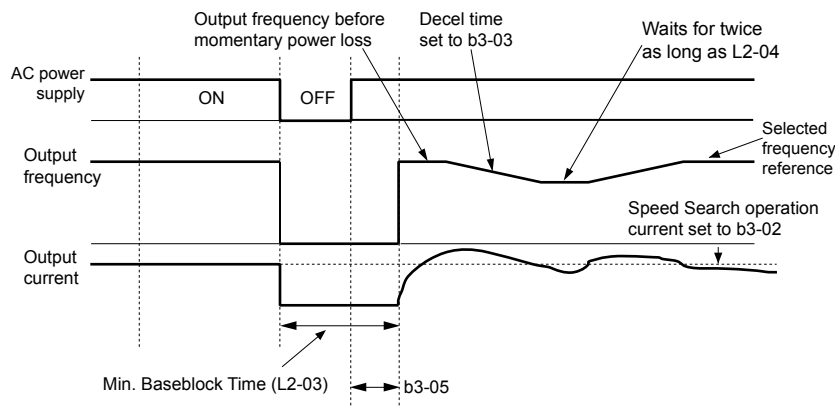 Output frequency before
momentary power loss
Decel time
set to b3-03
Waits for twice
as long as L2-04
AC power
supply
ON
OFF
Output
frequency
Selected
frequency
reference
Speed Search operation
current set to b3-02
Output
current
Min. Baseblock Time (L2-03)
b3-05